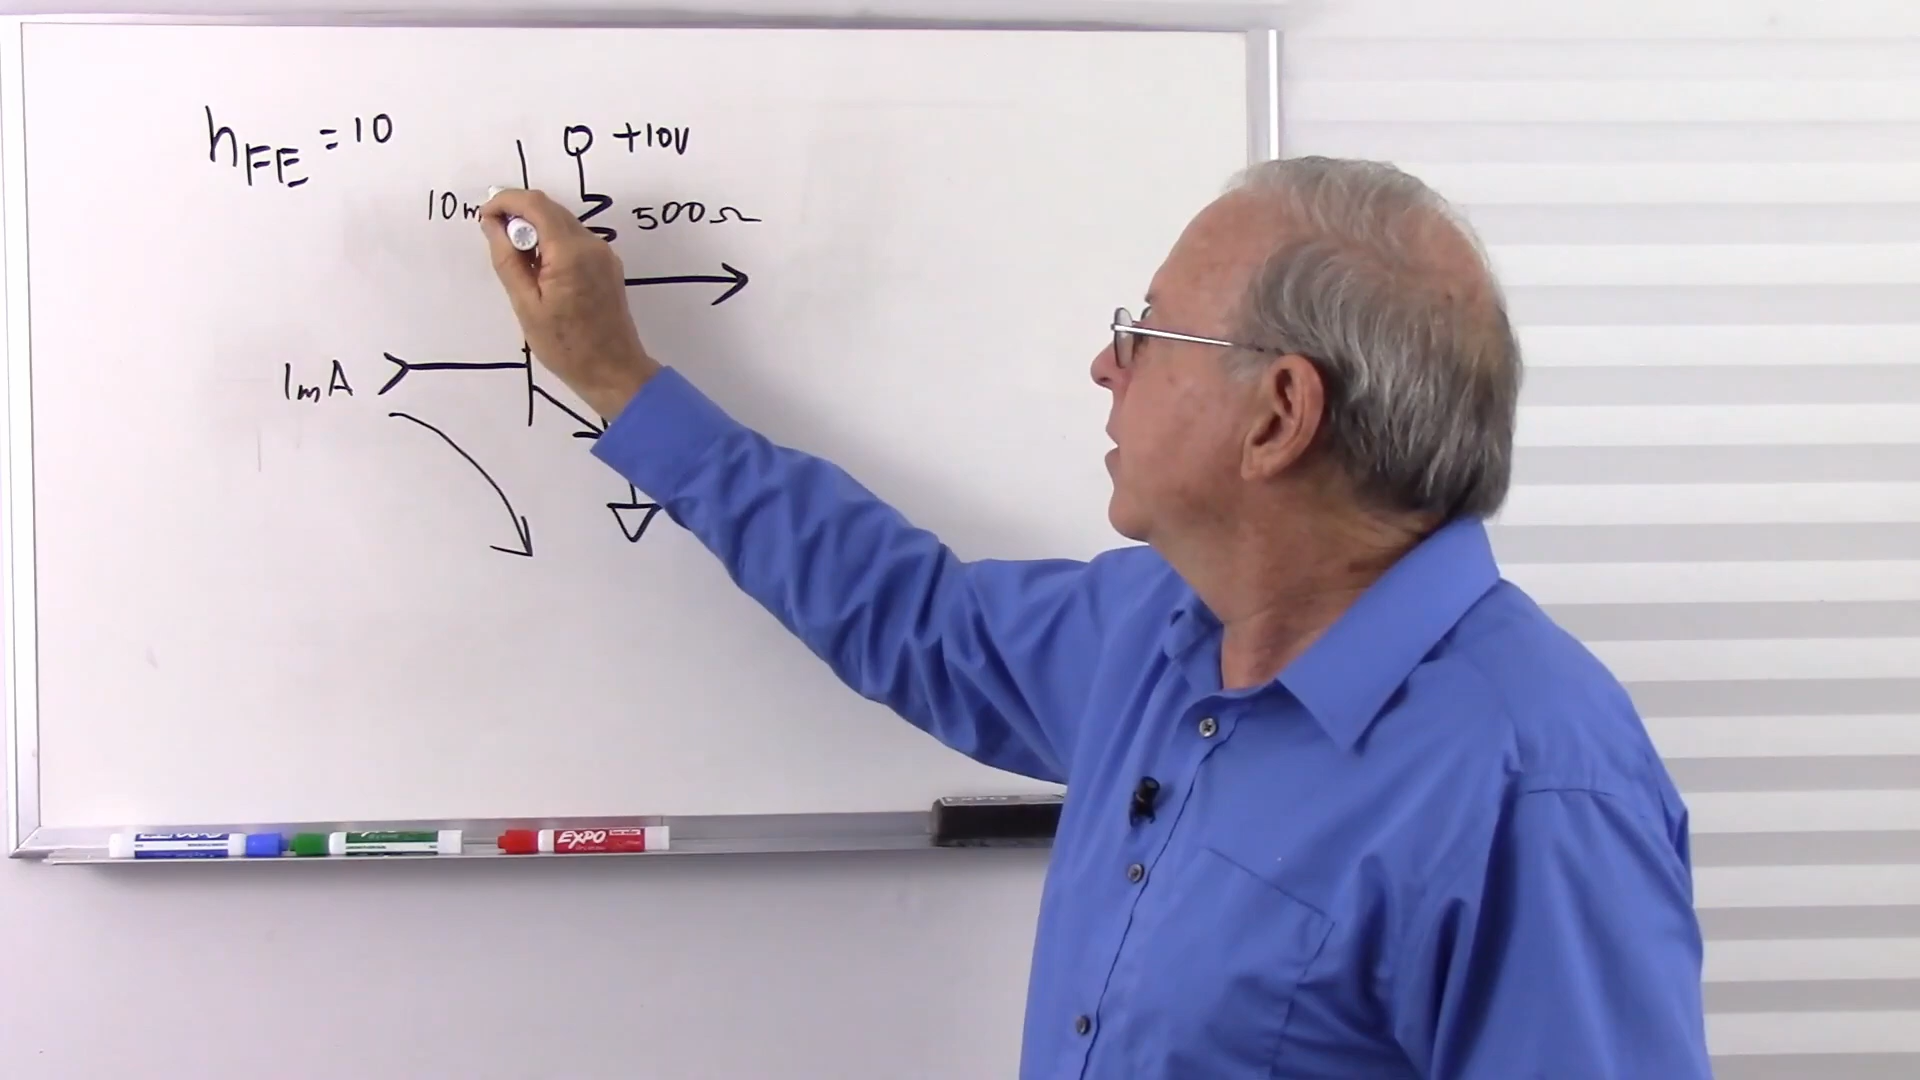 hFE = 10
+10V
10m
500Ω
1mA
EXPO